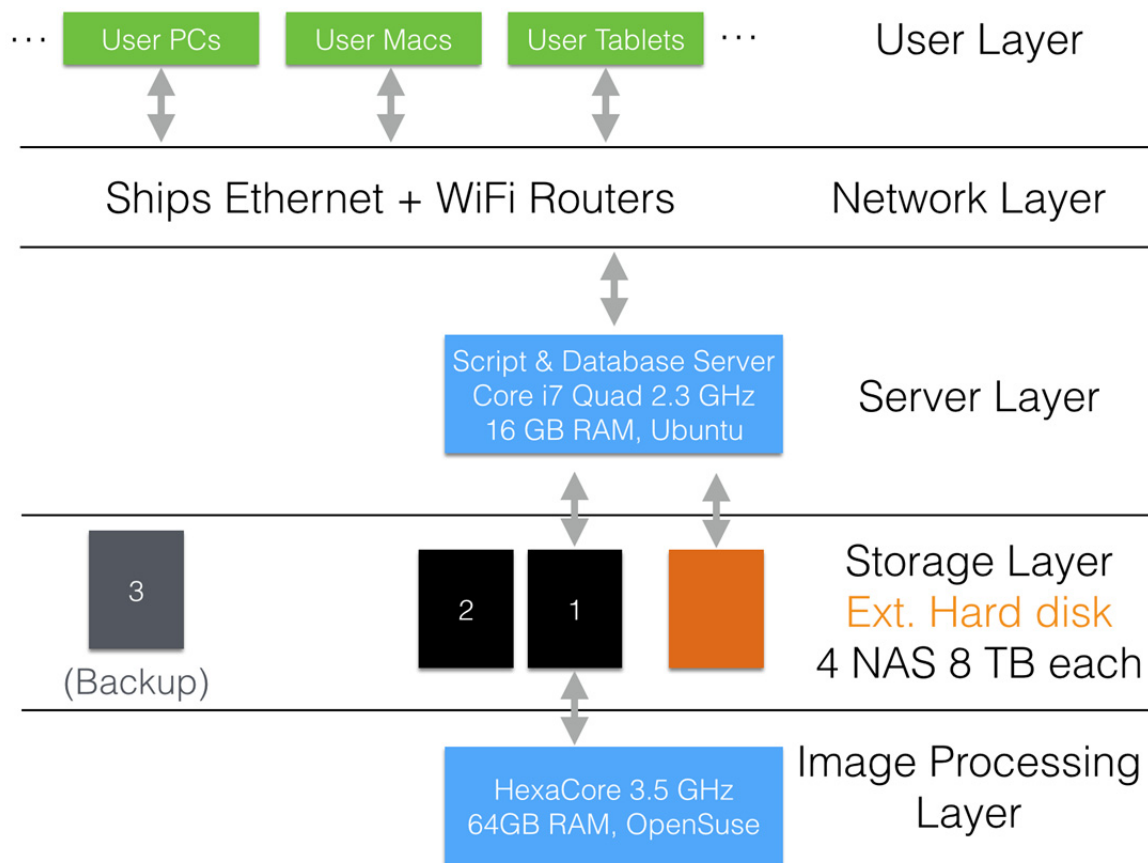 ... User PCs User Macs User Tablets ... User Layer
Ships Ethernet + WiFi Routers Network Layer
Script & Database Server
Core i7 Quad 2.3 GHz
16 GB RAM, Ubuntu
Server Layer
3
(Backup)
2
1
Storage Layer
Ext. Hard disk
4 NAS 8 TB each
HexaCore 3.5 GHz
64GB RAM, OpenSuse
Image Processing
Layer